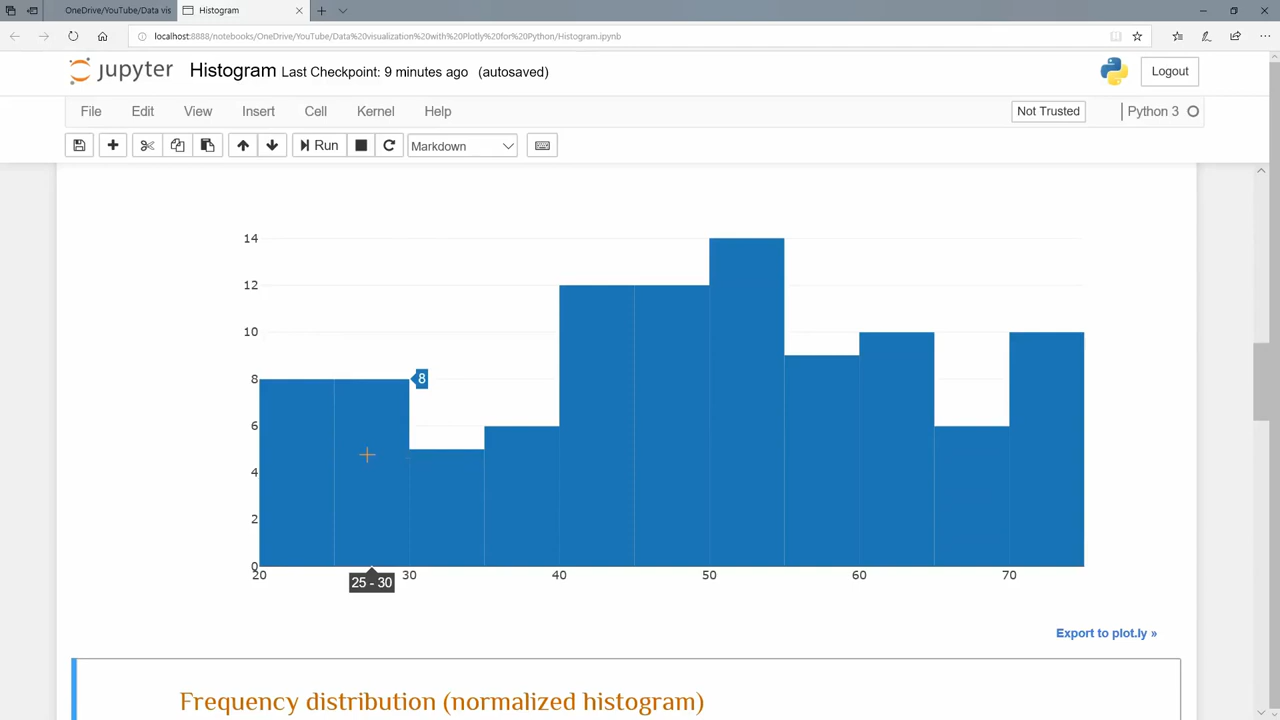 OneDrive/YouTube/Data vis
Histogram
localhost:8888/notebooks/OneDrive/YouTube/Data%20visualization%20with%20Plotly%20for%20Python/Histogram.ipynb
jupyter Histogram Last Checkpoint: 9 minutes ago (autosaved) Logout
File Edit View Insert Cell Kernel Help Not Trusted Python 3
Run Markdown
14
12
10
8
8
6
4
2
0
20 30 40 50 60 70
25 - 30
Export to plot.ly »
Frequency distribution (normalized histogram)